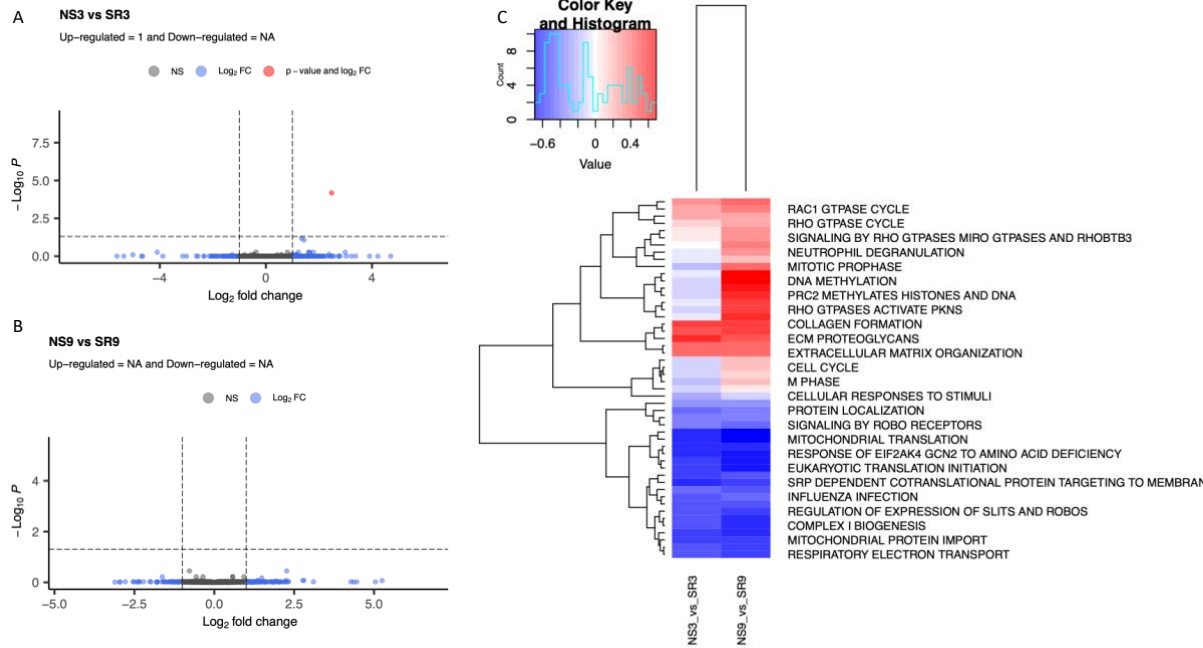 A
NS3 vs SR3
Up-regulated = 1 and Down-regulated = NA
NS
Log2 FC
p – value and log2 FC
– Log10 P
7.5
5.0
2.5
0.0
−4
0
4
Log2 fold change
B
NS9 vs SR9
Up-regulated = NA and Down-regulated = NA
NS
Log2 FC
– Log10 P
4
2
0
−5.0
−2.5
0.0
2.5
5.0
Log2 fold change
C
Color Key
and Histogram
Count
8
4
0
−0.6
0
0.4
Value
RAC1 GTPASE CYCLE
RHO GTPASE CYCLE
SIGNALING BY RHO GTPASES MIRO GTPASES AND RHOBTB3
NEUTROPHIL DEGRANULATION
MITOTIC PROPHASE
DNA METHYLATION
PRC2 METHYLATES HISTONES AND DNA
RHO GTPASES ACTIVATE PKNS
COLLAGEN FORMATION
ECM PROTEOGLYCANS
EXTRACELLULAR MATRIX ORGANIZATION
CELL CYCLE
M PHASE
CELLULAR RESPONSES TO STIMULI
PROTEIN LOCALIZATION
SIGNALING BY ROBO RECEPTORS
MITOCHONDRIAL TRANSLATION
RESPONSE OF EIF2AK4 GCN2 TO AMINO ACID DEFICIENCY
EUKARYOTIC TRANSLATION INITIATION
SRP DEPENDENT COTRANSLATIONAL PROTEIN TARGETING TO MEMBRAN
INFLUENZA INFECTION
REGULATION OF EXPRESSION OF SLITS AND ROBOS
COMPLEX I BIOGENESIS
MITOCHONDRIAL PROTEIN IMPORT
RESPIRATORY ELECTRON TRANSPORT
NS3_vs_SR3
NS9_vs_SR9